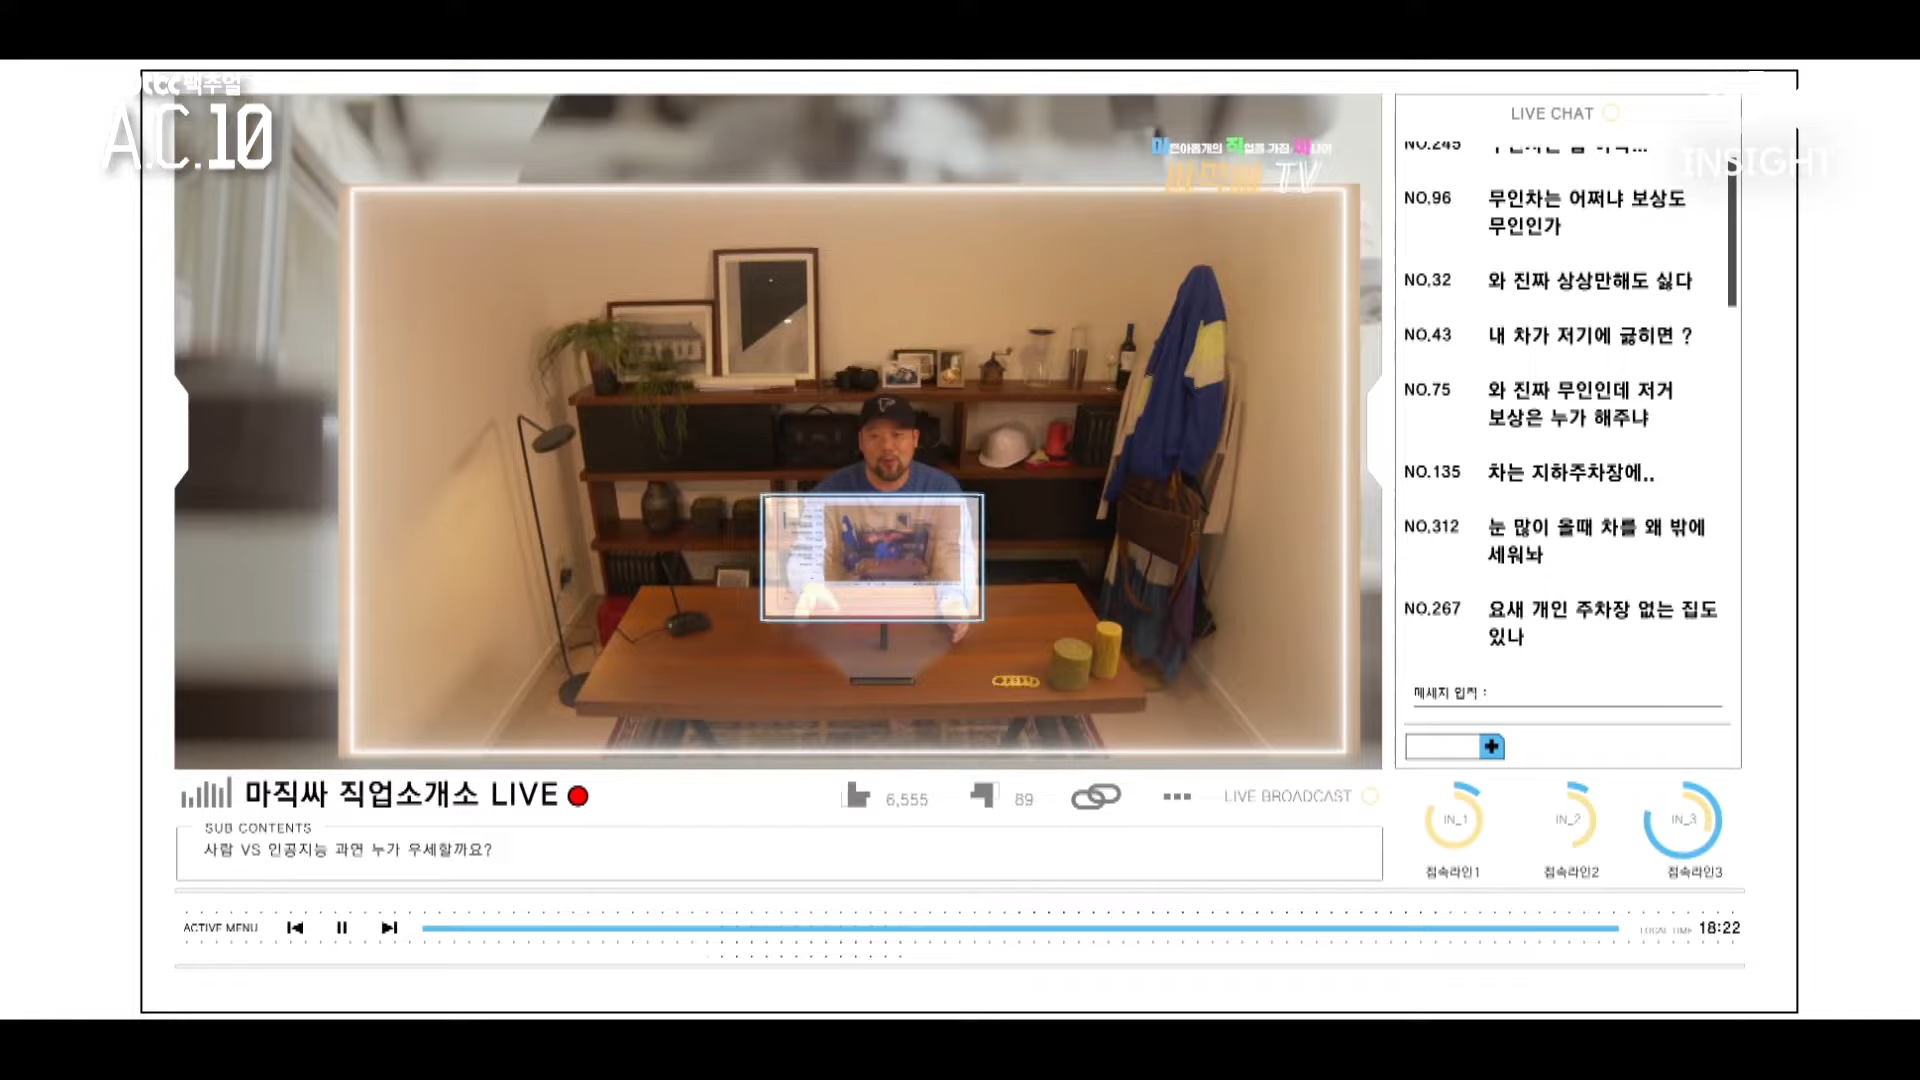 팩추얼
A.C.10
INSIGHT
TV
LIVE CHAT
NO.245
NO.96 무인차는 어쩌냐 보상도
무인인가
NO.32 와 진짜 상상만해도 싫다
NO.43 내 차가 저기에 긁히면 ?
NO.75 와 진짜 무인인데 저거
보상은 누가 해주냐
NO.135 차는 지하주차장에..
NO.312 눈 많이 올때 차를 왜 밖에
세워놔
NO.267 요새 개인 주차장 없는 집도
있나
메세지 입력 :
마직싸 직업소개소 LIVE
6,555
89
LIVE BROADCAST
IN_1
IN_2
IN_3
접속라인1
접속라인2
접속라인3
SUB CONTENTS
사람 VS 인공지능 과연 누가 우세할까요?
ACTIVE MENU
LOCAL TIME 18:22